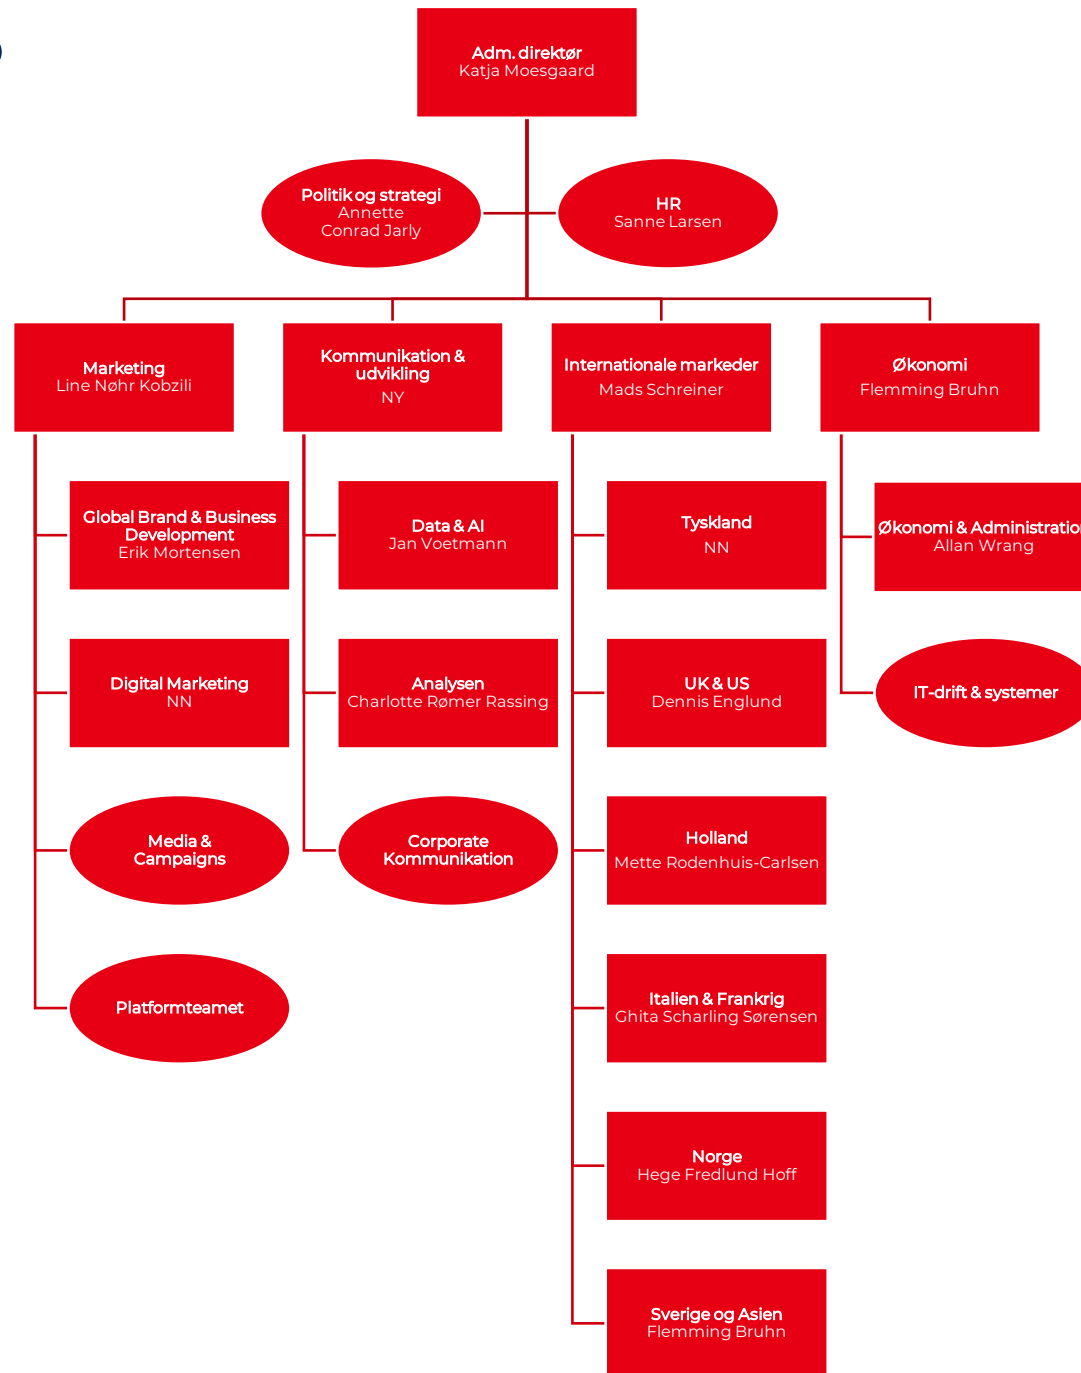 Adm. direktør
Katja Moesgaard
Politik og strategi
Annette
Conrad Jarly
HR
Sanne Larsen
Marketing
Line Nøhr Kobzili
Kommunikation &
udvikling
NY
Internationale markeder
Mads Schreiner
Økonomi
Flemming Bruhn
Global Brand & Business
Development
Erik Mortensen
Digital Marketing
NN
Media &
Campaigns
Platformteamet
Data & AI
Jan Voetmann
Analysen
Charlotte Rømer Rassing
Corporate
Kommunikation
Tyskland
NN
UK & US
Dennis Englund
Holland
Mette Rodenhuis-Carlsen
Italien & Frankrig
Ghita Scharling Sørensen
Norge
Hege Fredlund Hoff
Sverige og Asien
Flemming Bruhn
Økonomi & Administration
Allan Wrang
IT-drift & systemer